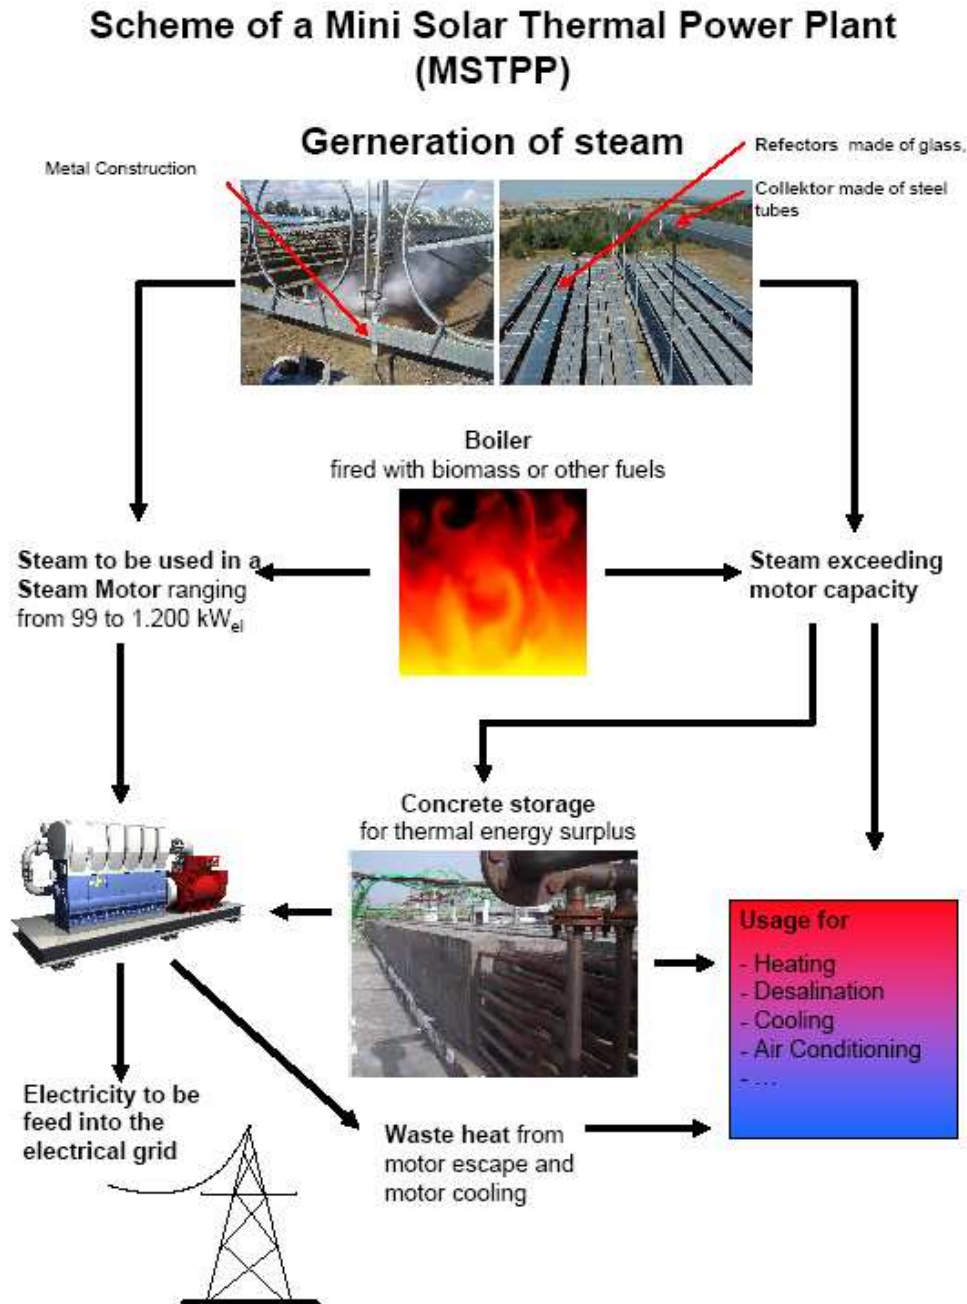 Scheme of a Mini Solar Thermal Power Plant
(MSTPP)
Gerneration of steam
Metal Construction
Refectors made of glass,
Collektor made of steel
tubes
Boiler
fired with biomass or other fuels
Steam to be used in a
Steam Motor ranging
from 99 to 1.200 kWel
Steam exceeding
motor capacity
Concrete storage
for thermal energy surplus
Usage for
- Heating
- Desalination
- Cooling
- Air Conditioning
- ...
Electricity to be
feed into the
electrical grid
Waste heat from
motor escape and
motor cooling